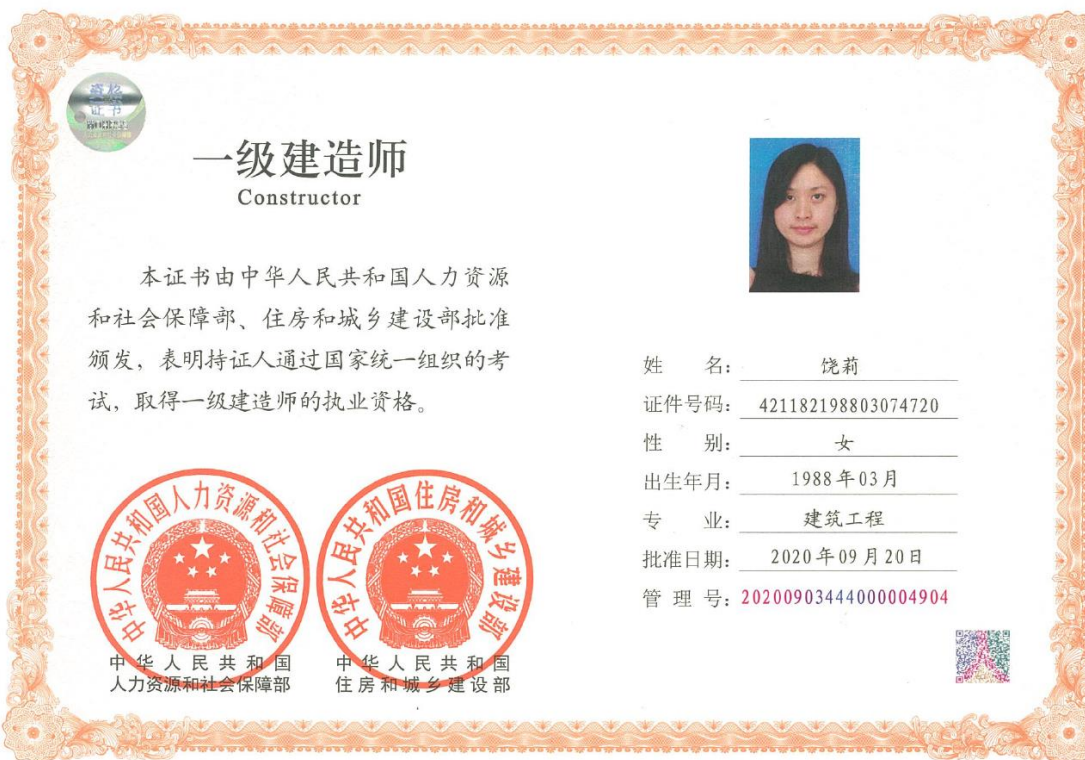 资格
证书
一级建造师
Constructor
本证书由中华人民共和国人力资源
和社会保障部、住房和城乡建设部批准
颁发，表明持证人通过国家统一组织的考
试，取得一级建造师的执业资格。
姓 名：饶莉
证件号码：421182198803074720
性 别：女
出生年月：1988年03月
专 业：建筑工程
批准日期：2020年09月20日
管 理 号：20200903444000004904
中华人民共和国人力资源和社会保障部
中华人民共和国住房和城乡建设部
中华人民共和国
人力资源和社会保障部
中华人民共和国
住房和城乡建设部